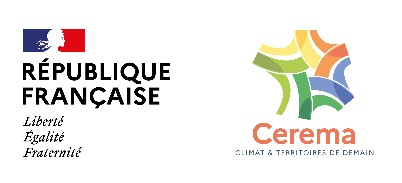 RÉPUBLIQUE
FRANÇAISE
Liberté
Égalité
Fraternité
Cerema
CLIMAT & TERRITOIRES DE DEMAIN